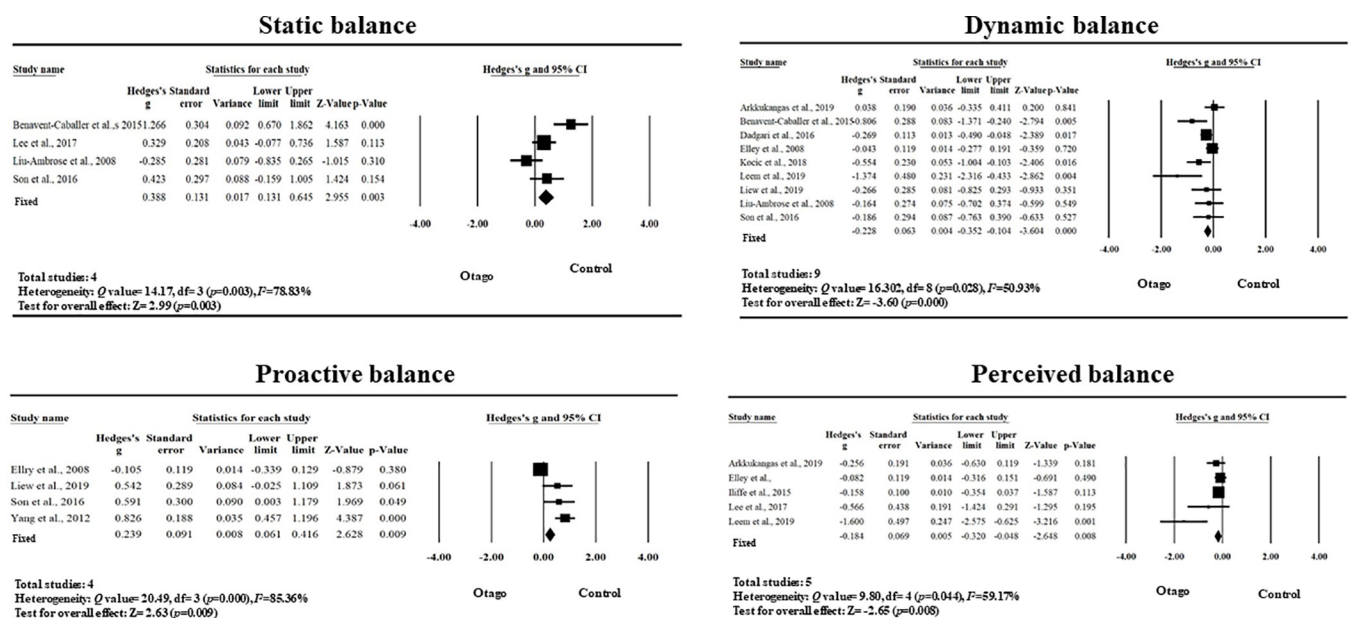 Static balance
Study name Statistics for each study Hedges's g and 95% CI
Hedges's Standard Lower Upper
g error Variance limit limit Z-Value p-Value
Benavent-Caballer et al.,s 2015 1.266 0.304 0.092 0.670 1.862 4.163 0.000
Lee et al., 2017 0.329 0.208 0.043 -0.077 0.736 1.587 0.113
Liu-Ambrose et al., 2008 -0.285 0.281 0.079 -0.835 0.265 -1.015 0.310
Son et al., 2016 0.423 0.297 0.088 -0.159 1.005 1.424 0.154
Fixed 0.388 0.131 0.017 0.131 0.645 2.955 0.003
-4.00 -2.00 0.00 2.00 4.00
Otago Control
Total studies: 4
Heterogeneity: Q value= 14.17, df= 3 (p=0.003), I²=78.83%
Test for overall effect: Z= 2.99 (p=0.003)
Dynamic balance
Study name Statistics for each study Hedges's g and 95% CI
Hedges's Standard Lower Upper
g error Variance limit limit Z-Value p-Value
Arkkukangas et al., 2019 0.038 0.190 0.036 -0.335 0.411 0.200 0.841
Benavent-Caballer et al., 2015 -0.806 0.288 0.083 -1.371 -0.240 -2.794 0.005
Dadgari et al., 2016 -0.269 0.113 0.013 -0.490 -0.048 -2.389 0.017
Elley et al., 2008 -0.043 0.119 0.014 -0.277 0.191 -0.359 0.720
Kocic et al., 2018 -0.554 0.230 0.053 -1.004 -0.103 -2.406 0.016
Leem et al., 2019 -1.374 0.480 0.231 -2.316 -0.433 -2.862 0.004
Liew et al., 2019 -0.266 0.285 0.081 -0.825 0.293 -0.933 0.351
Liu-Ambrose et al., 2008 -0.164 0.274 0.075 -0.702 0.374 -0.599 0.549
Son et al., 2016 -0.186 0.294 0.087 -0.763 0.390 -0.633 0.527
Fixed -0.228 0.063 0.004 -0.352 -0.104 -3.604 0.000
-4.00 -2.00 0.00 2.00 4.00
Otago Control
Total studies: 9
Heterogeneity: Q value= 16.302, df= 8 (p=0.028), I²=50.93%
Test for overall effect: Z= -3.60 (p=0.000)
Proactive balance
Study name Statistics for each study Hedges's g and 95% CI
Hedges's Standard Lower Upper
g error Variance limit limit Z-Value p-Value
Ellry et al., 2008 -0.105 0.119 0.014 -0.339 0.129 -0.879 0.380
Liew et al., 2019 0.542 0.289 0.084 -0.025 1.109 1.873 0.061
Son et al., 2016 0.591 0.300 0.090 0.003 1.179 1.969 0.049
Yang et al., 2012 0.826 0.188 0.035 0.457 1.196 4.387 0.000
Fixed 0.239 0.091 0.008 0.061 0.416 2.628 0.009
-4.00 -2.00 0.00 2.00 4.00
Otago Control
Total studies: 4
Heterogeneity: Q value= 20.49, df= 3 (p=0.000), I²=85.36%
Test for overall effect: Z= 2.63 (p=0.009)
Perceived balance
Study name Statistics for each study Hedges's g and 95% CI
Hedges's Standard Lower Upper
g error Variance limit limit Z-Value p-Value
Arkkukangas et al., 2019 -0.256 0.191 0.036 -0.630 0.119 -1.339 0.181
Elley et al., -0.082 0.119 0.014 -0.316 0.151 -0.691 0.490
Iliffe et al., 2015 -0.158 0.100 0.010 -0.354 0.037 -1.587 0.113
Lee et al., 2017 -0.566 0.438 0.191 -1.424 0.291 -1.295 0.195
Leem et al., 2019 -1.600 0.497 0.247 -2.575 -0.625 -3.216 0.001
Fixed -0.184 0.069 0.005 -0.320 -0.048 -2.648 0.008
-4.00 -2.00 0.00 2.00 4.00
Otago Control
Total studies: 5
Heterogeneity: Q value= 9.80, df= 4 (p=0.044), I²=59.17%
Test for overall effect: Z= -2.65 (p=0.008)